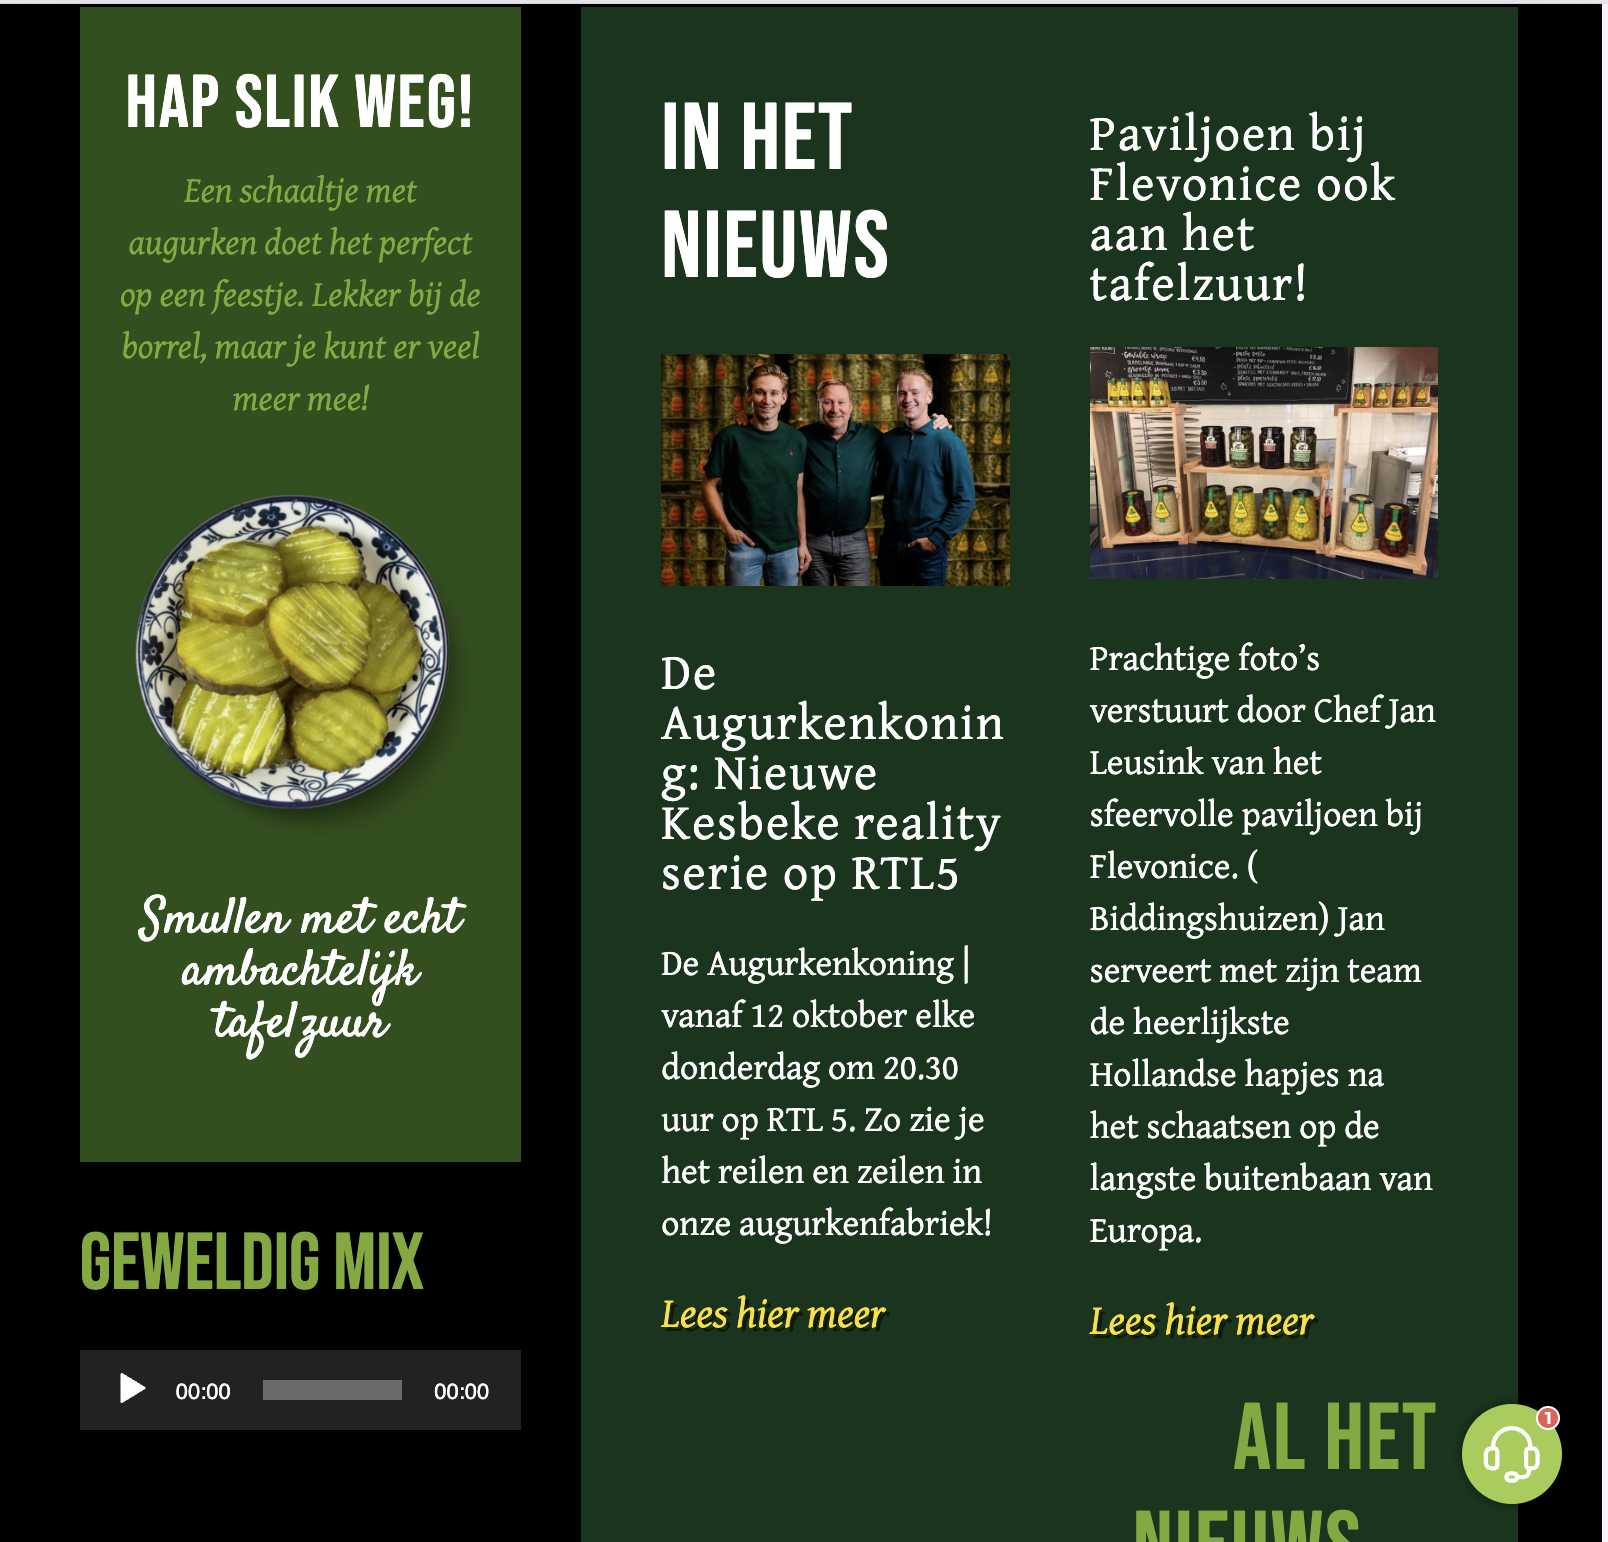 HAP SLIK WEG!
Een schaaltje met
augurken doet het perfect
op een feestje. Lekker bij de
borrel, maar je kunt er veel
meer mee!
Smullen met echt
ambachtelijk
tafelzuur
GEWELDIG MIX
00:00 00:00
IN HET
NIEUWS
De
Augurkenkonin
g: Nieuwe
Kesbeke reality
serie op RTL5
De Augurkenkoning |
vanaf 12 oktober elke
donderdag om 20.30
uur op RTL 5. Zo zie je
het reilen en zeilen in
onze augurkenfabriek!
Lees hier meer
Paviljoen bij
Flevonice ook
aan het
tafelzuur!
Prachtige foto’s
verstuurt door Chef Jan
Leusink van het
sfeervolle paviljoen bij
Flevonice. (
Biddingshuizen) Jan
serveert met zijn team
de heerlijkste
Hollandse hapjes na
het schaatsen op de
langste buitenbaan van
Europa.
Lees hier meer
AL HET
NIEUWS
1